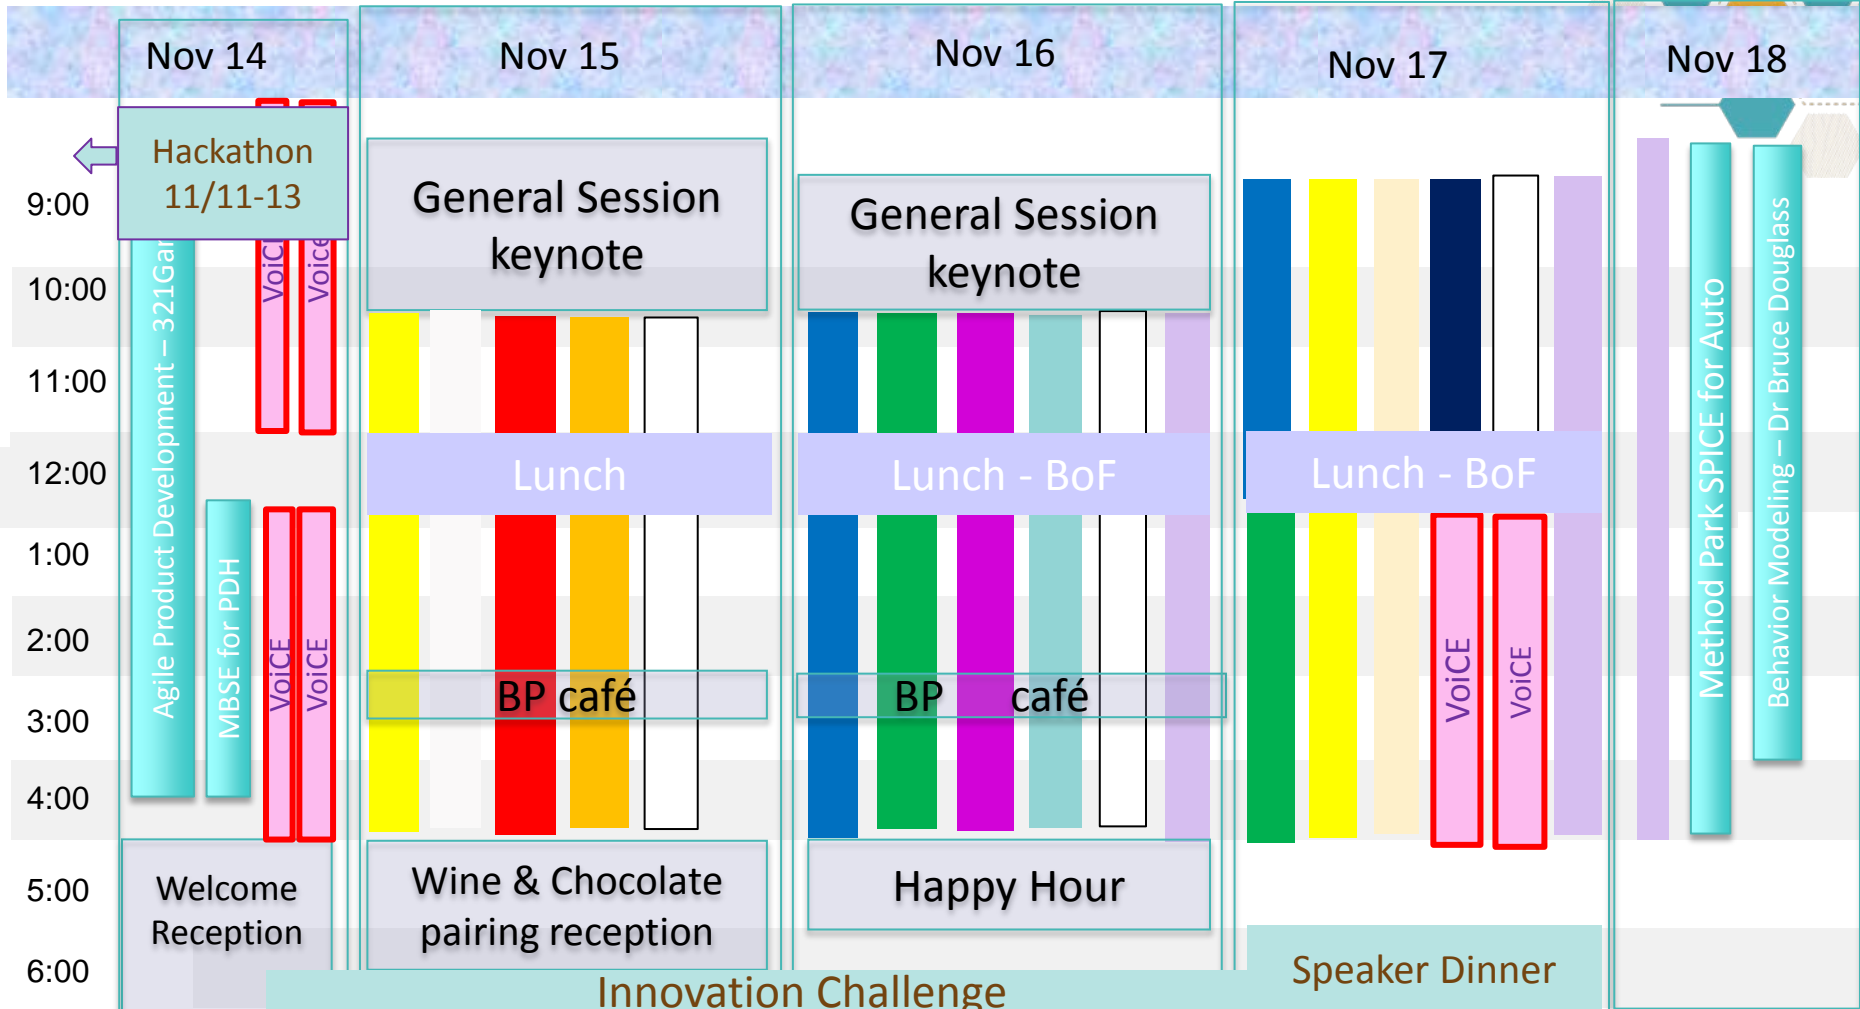 Nov 14
Nov 15
Nov 16
Nov 17
Nov 18
Hackathon
11/11-13
General Session
keynote
General Session
keynote
9:00
10:00
11:00
12:00
1:00
2:00
3:00
4:00
5:00
6:00
Agile Product Development – 321Gan
MBSE for PDH
VoiCE
Voice
VoiCE
VoiCE
Lunch
Lunch - BoF
Lunch - BoF
BP café
BP café
VoiCE
VoiCE
Method Park SPICE for Auto
Behavior Modeling – Dr Bruce Douglass
Welcome
Reception
Wine & Chocolate
pairing reception
Happy Hour
Speaker Dinner
Innovation Challenge